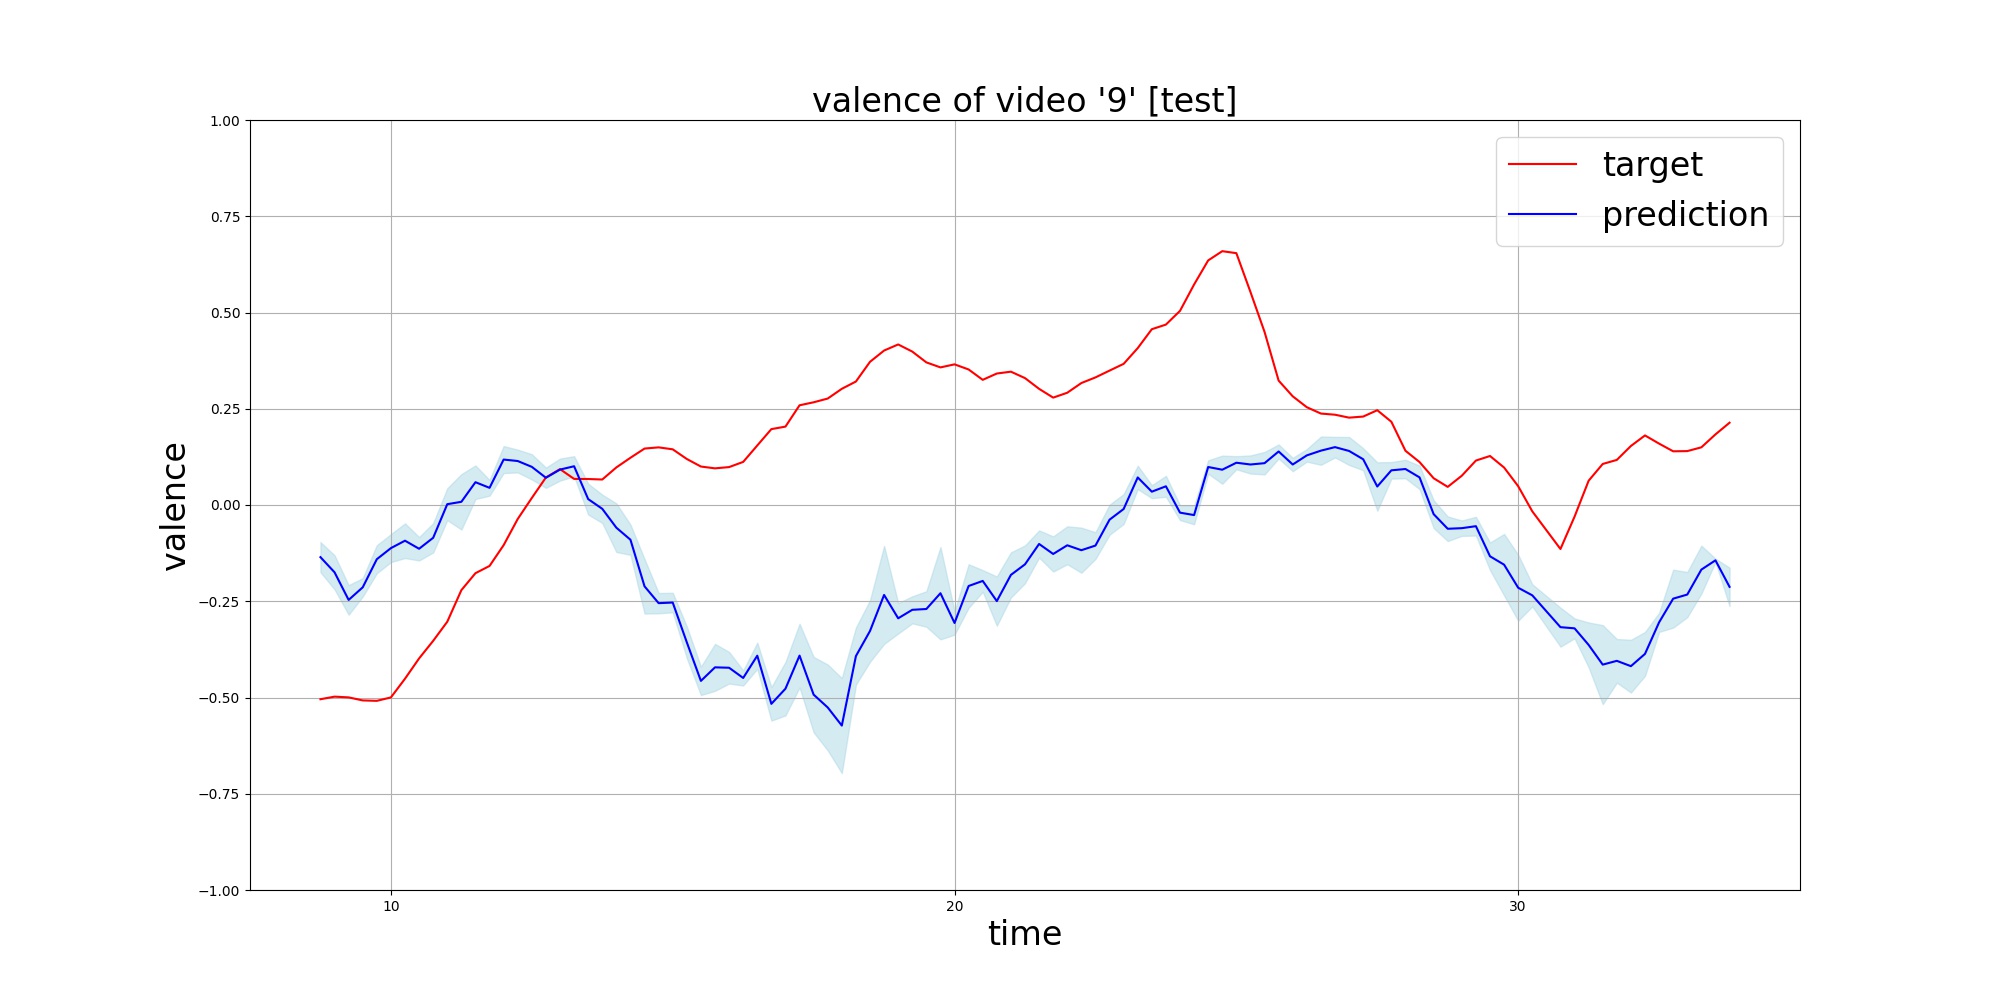 valence of video '9' [test]
1.00
0.75
0.50
0.25
0.00
−0.25
−0.50
−0.75
−1.00
valence
target
prediction
10 20 30
time